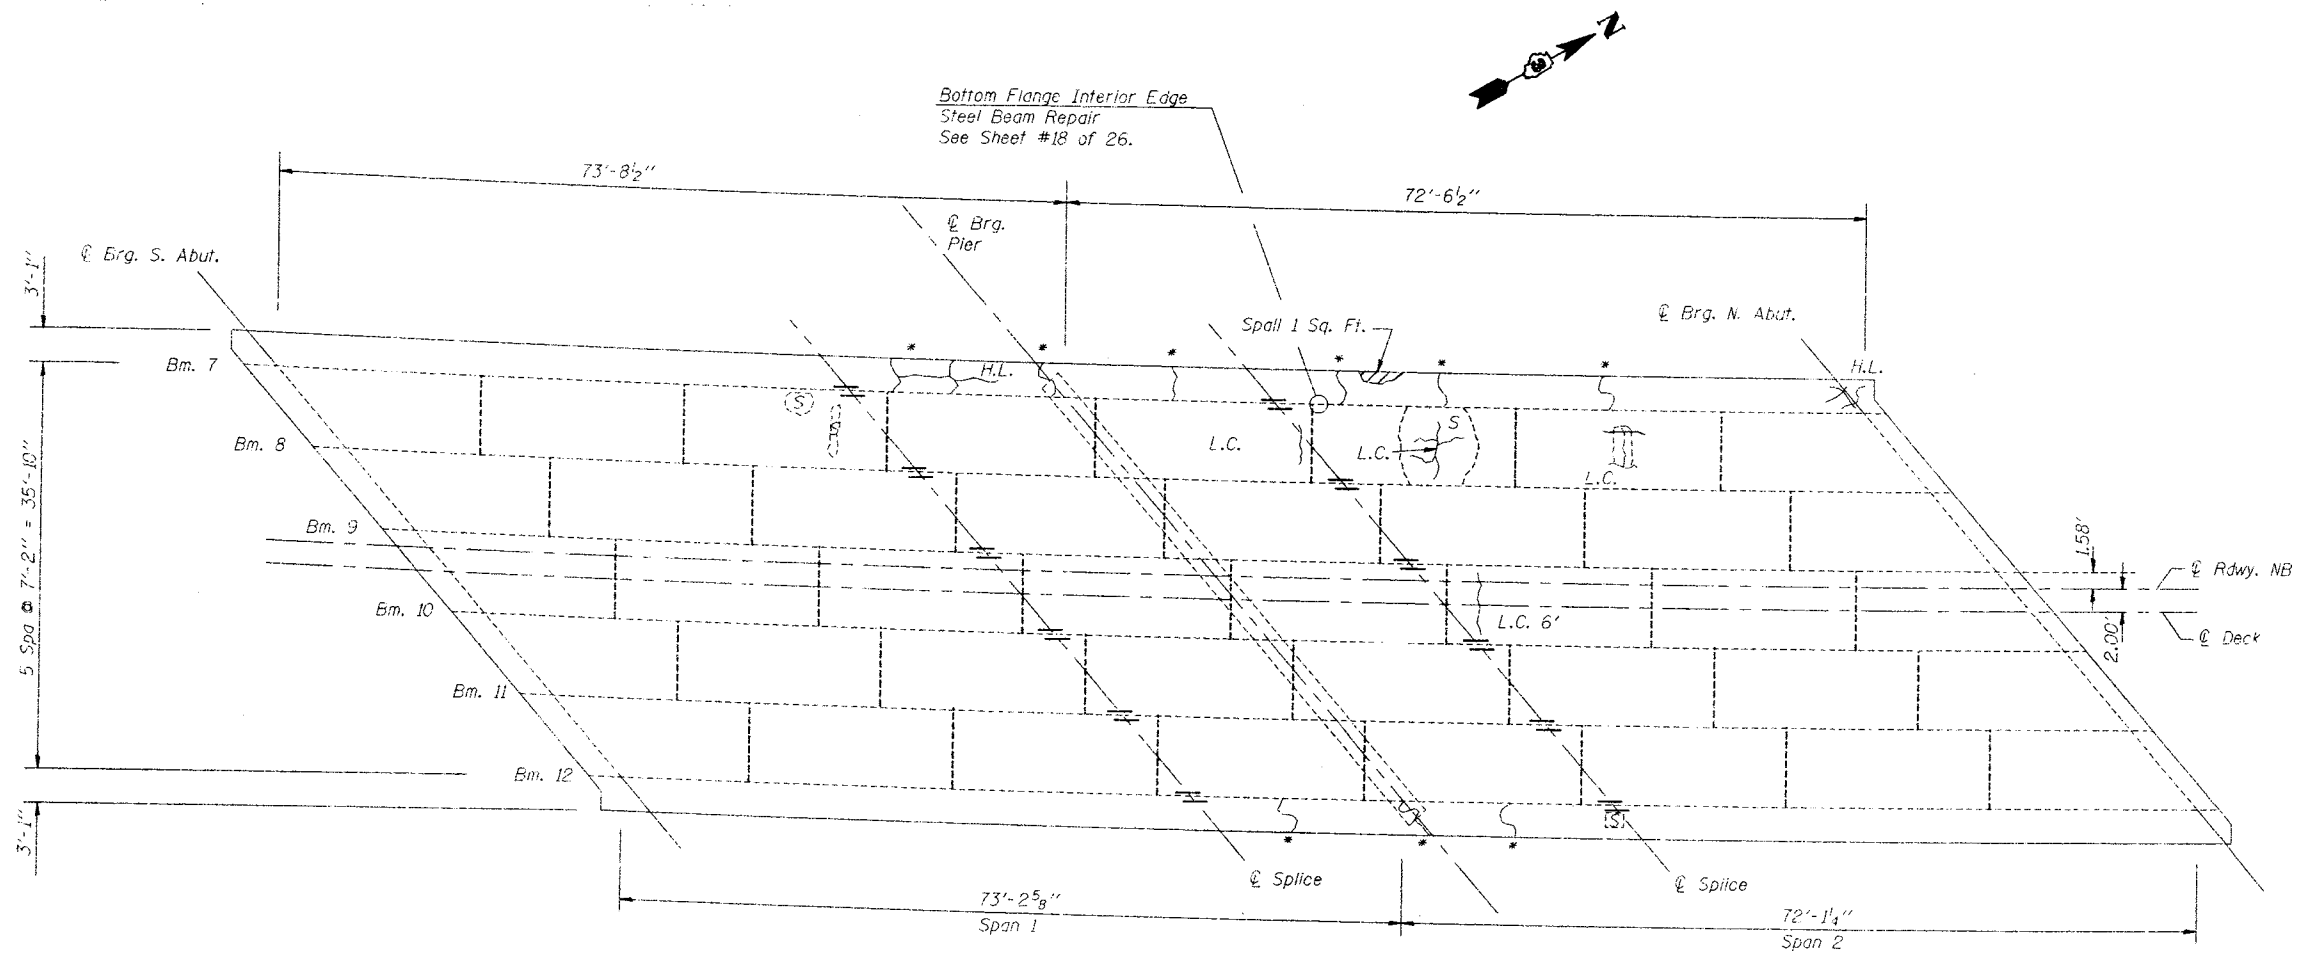 N
3
Bottom Flange Interior Edge
Steel Beam Repair
See Sheet #18 of 26.
73'-8½"
72'-6½"
℄ Brg.
Pier
℄ Brg. S. Abut.
3'-1"
Spall 1 Sq. Ft.
℄ Brg. N. Abut.
* * * * * *
Bm. 7
H.L.
H.L.
S
S
Bm. 8
L.C.
L.C.
L.C.
5 Spa @ 7'-2" = 35'-10"
Bm. 9
1.58'
℄ Rdwy. NB
Bm. 10
L.C. 6'
2.00'
℄ Deck
Bm. 11
Bm. 12
S
3'-1"
* * *
℄ Splice
℄ Splice
73'-2⅝"
Span 1
72'-1¼"
Span 2